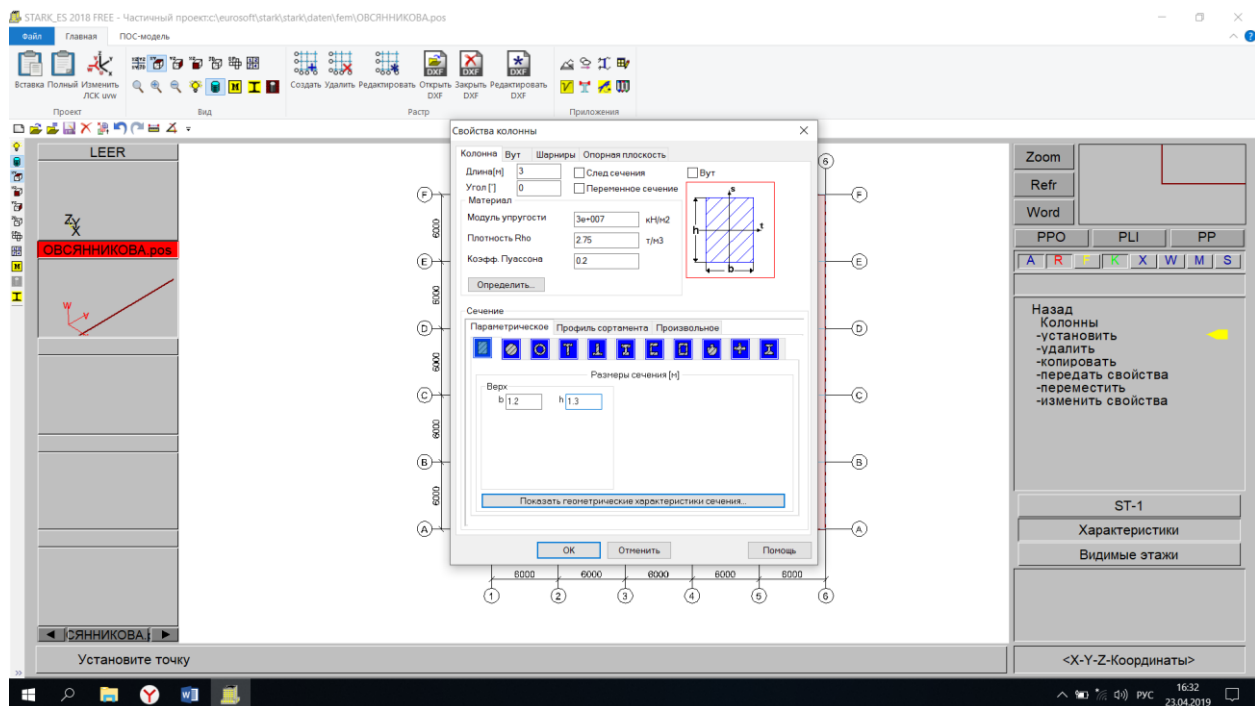 STARK_ES 2018 FREE - Частичный проект:c:\eurosoft\stark\stark\daten\fem\ОВСЯННИКОВА.pos
Файл Главная ПОС-модель
Вставка Полный Изменить ЛСК uvw
Создать Удалить Редактировать Открыть DXF Закрыть DXF Редактировать DXF
Проект Вид Растр Приложения
LEER
Z Y X
ОВСЯННИКОВА.pos
W V
СЯННИКОВА.
Установите точку
Свойства колонны
Колонна Вут Шарниры Опорная плоскость
Длина[м] 3 След сечения Вут
Угол [°] 0 Переменное сечение
Материал
Модуль упругости 3e+007 кН/м2
Плотность Rho 2.75 т/м3
Коэфф. Пуассона 0.2
Определить...
s t h b
Сечение
Параметрическое Профиль сортамента Произвольное
Размеры сечения [м]
Верх
b 1.2 h 1.3
Показать геометрические характеристики сечения...
OK Отменить Помощь
6
F F
6000
E E
6000
D D
6000
C C
6000
B B
6000
A A
6000 6000 6000 6000 6000
1 2 3 4 5 6
Zoom
Refr
Word
PPO PLI PP
A R F K X W M S
Назад
Колонны
-установить
-удалить
-копировать
-передать свойства
-переместить
-изменить свойства
ST-1
Характеристики
Видимые этажи
<X-Y-Z-Координаты>
РУС 16:32
23.04.2019